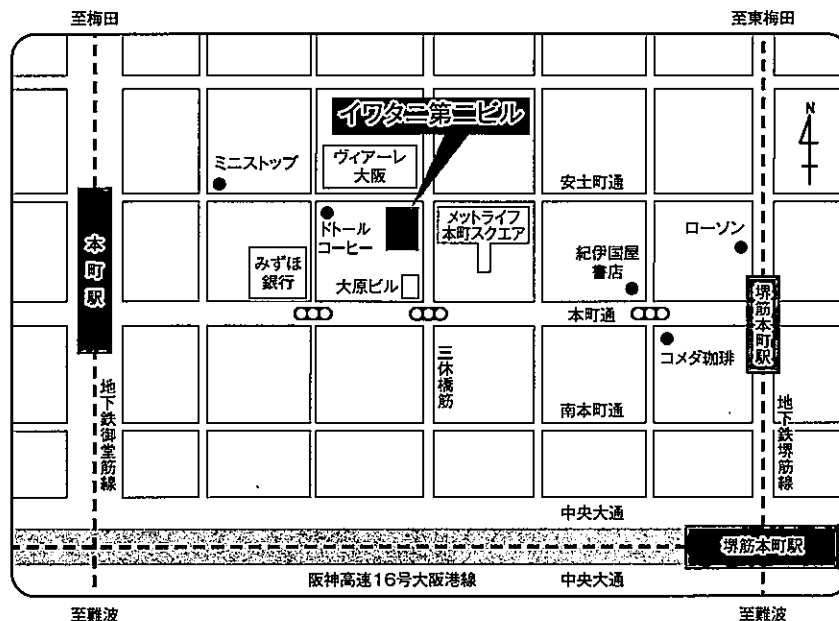 至梅田
至東梅田
イワタニ第二ビル
N
ミニストップ
ヴィアーレ
大阪
安土町通
ドトール
コーヒー
メットライフ
本町スクエア
ローソン
本町駅
みずほ
銀行
大原ビル
紀伊国屋
書店
堺筋本町駅
本町通
三休橋筋
コメダ珈琲
地下鉄御堂筋線
南本町通
地下鉄堺筋線
中央大通
堺筋本町駅
阪神高速16号大阪港線
中央大通
至難波
至難波